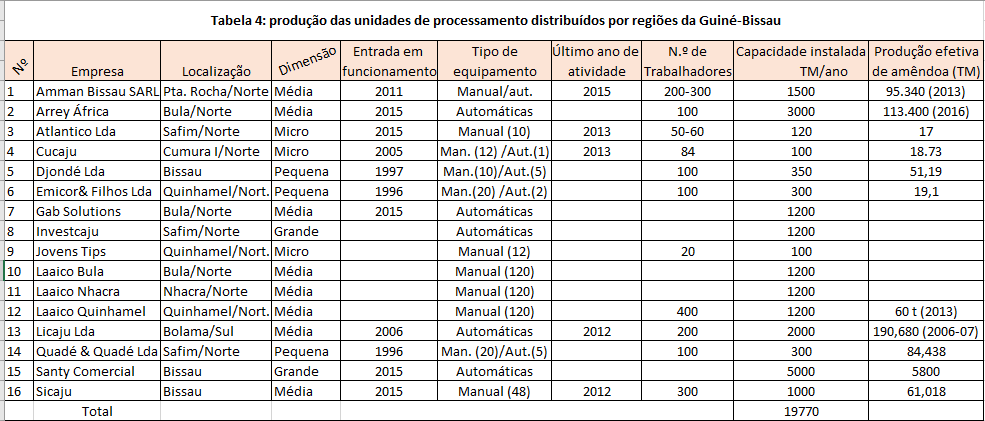 Tabela 4: produção das unidades de processamento distribuídos por regiões da Guiné-Bissau
Nº Empresa Localização Dimensão Entrada em funcionamento Tipo de equipamento Último ano de atividade N.º de Trabalhadores Capacidade instalada TM/ano Produção efetiva de amêndoa (TM)
1 Amman Bissau SARL Pta. Rocha/Norte Média 2011 Manual/aut. 2015 200-300 1500 95.340 (2013)
2 Arrey África Bula/Norte Média 2015 Automáticas 100 3000 113.400 (2016)
3 Atlantico Lda Safim/Norte Micro 2015 Manual (10) 2013 50-60 120 17
4 Cucaju Cumura I/Norte Micro 2005 Man. (12) /Aut.(1) 2013 84 100 18.73
5 Djondé Lda Bissau Pequena 1997 Man.(10)/Aut.(5) 100 350 51,19
6 Emicor& Filhos Lda Quinhamel/Nort. Pequena 1996 Man.(20) /Aut.(2) 100 300 19,1
7 Gab Solutions Bula/Norte Média 2015 Automáticas 1200
8 Investcaju Safim/Norte Grande Automáticas 1200
9 Jovens Tips Quinhamel/Nort. Micro Manual (12) 20 100
10 Laaico Bula Bula/Norte Média Manual (120) 1200
11 Laaico Nhacra Nhacra/Norte Média Manual (120) 1200
12 Laaico Quinhamel Quinhamel/Nort. Média Manual (120) 400 1200 60 t (2013)
13 Licaju Lda Bolama/Sul Média 2006 Automáticas 2012 200 2000 190,680 (2006-07)
14 Quadé & Quadé Lda Safim/Norte Pequena 1996 Man. (20)/Aut.(5) 100 300 84,438
15 Santy Comercial Bissau Grande 2015 Automáticas 5000 5800
16 Sicaju Bissau Média 2015 Manual (48) 2012 300 1000 61,018
Total 19770